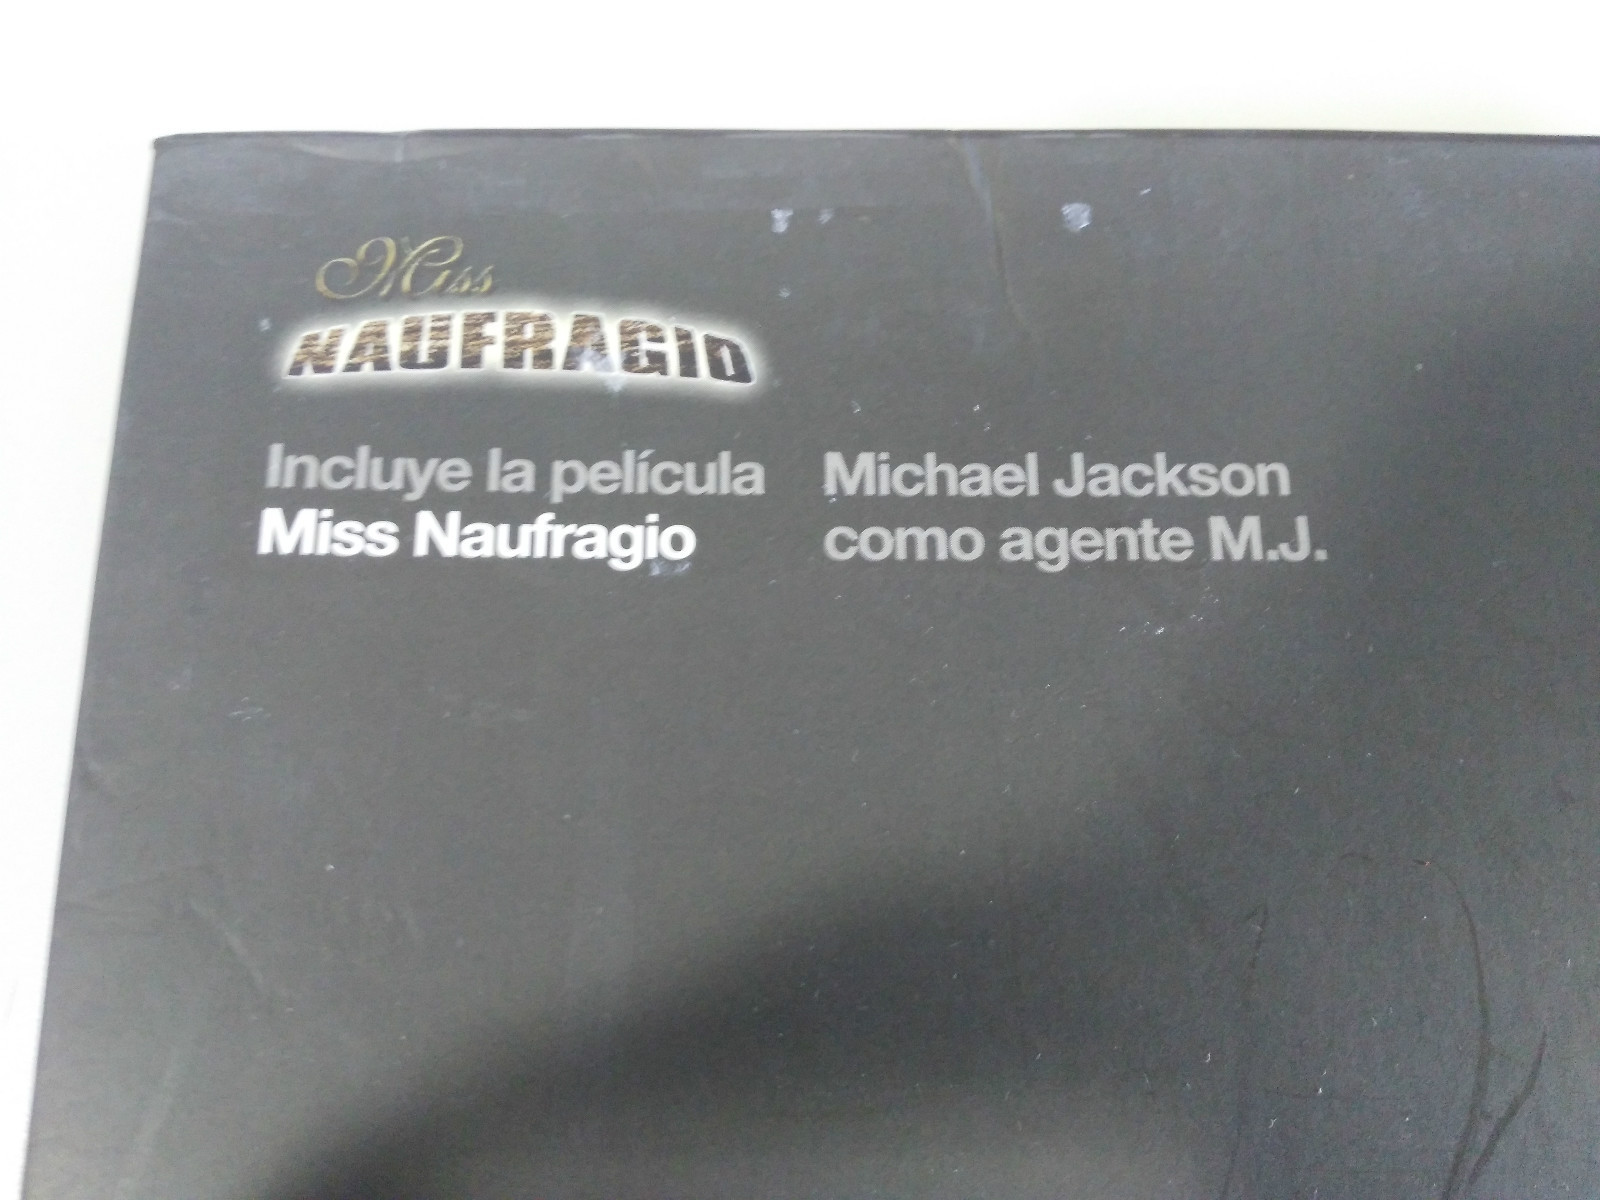 Miss
NAUFRAGIO
Incluye la película
Miss Naufragio
Michael Jackson
como agente M.J.